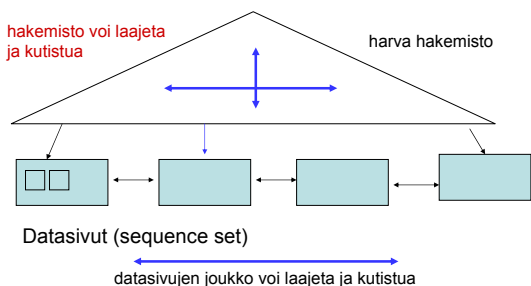 hakemisto voi laajeta
ja kutistua
harva hakemisto
Datasivut (sequence set)
datasivujen joukko voi laajeta ja kutistua